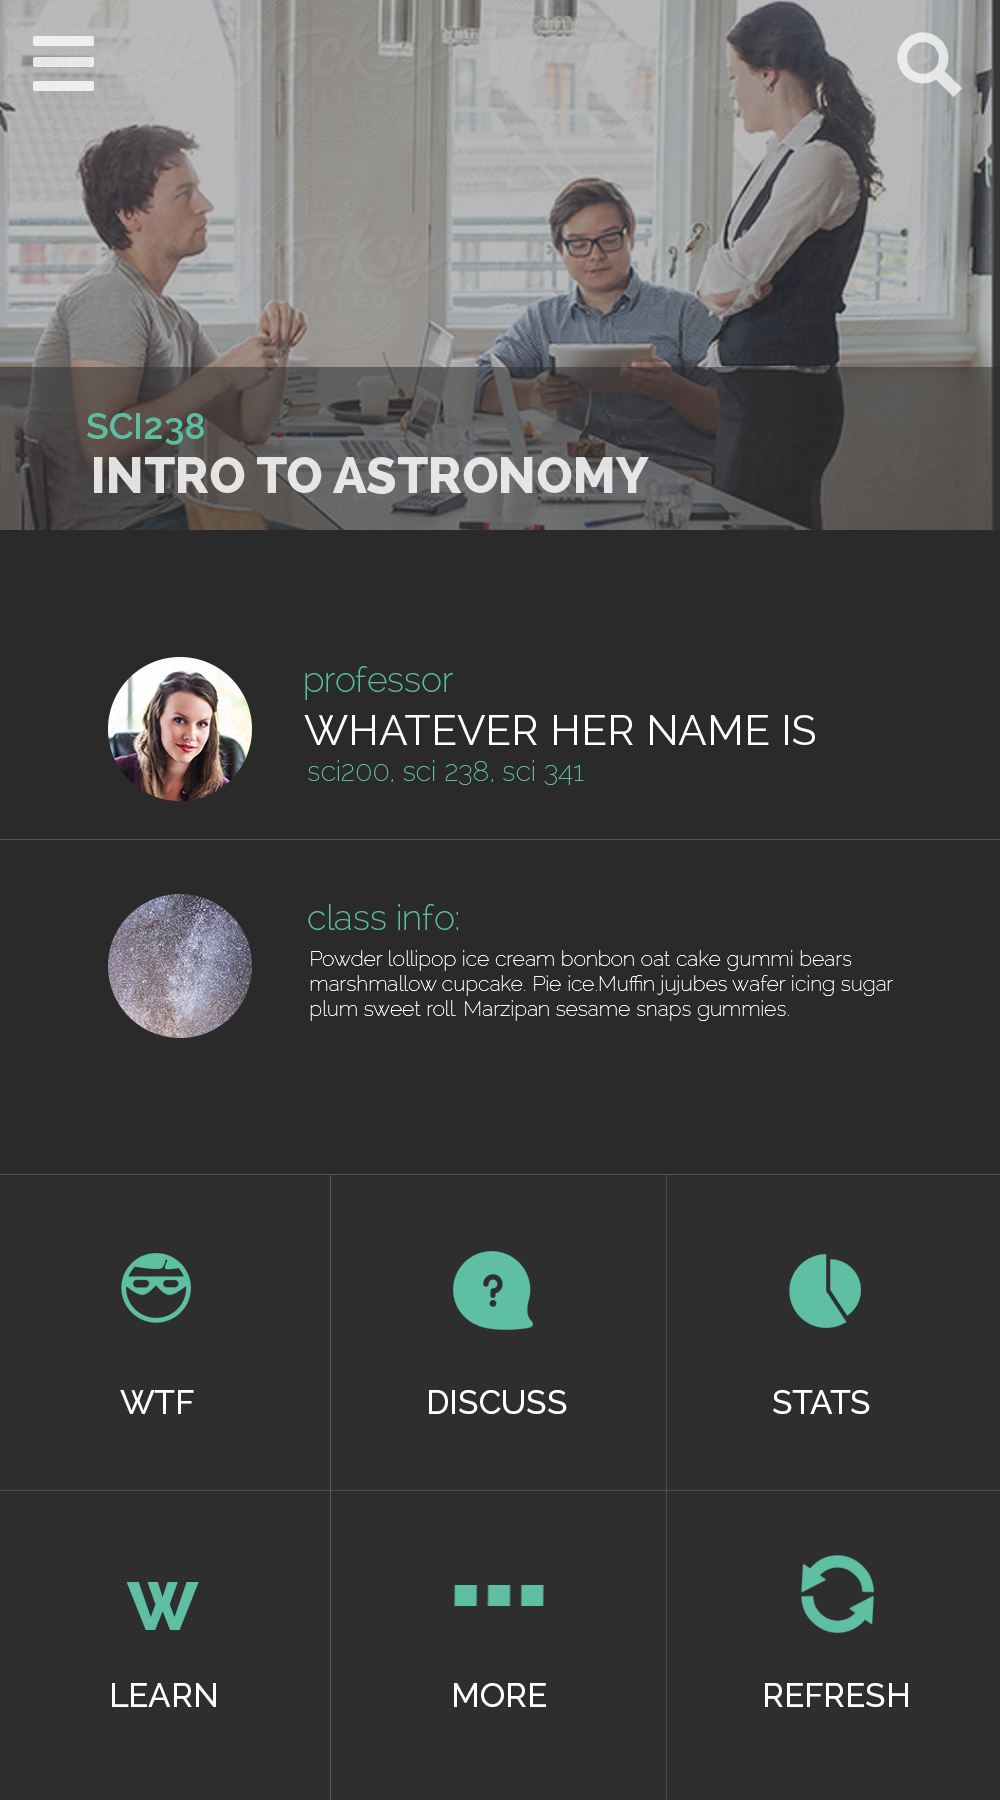 SCI238
INTRO TO ASTRONOMY
professor
WHATEVER HER NAME IS
sci200, sci 238, sci 341
class info:
Powder lollipop ice cream bonbon oat cake gummi bears
marshmallow cupcake. Pie ice.Muffin jujubes wafer icing sugar
plum sweet roll. Marzipan sesame snaps gummies.
?
WTF
DISCUSS
STATS
W
LEARN
MORE
REFRESH